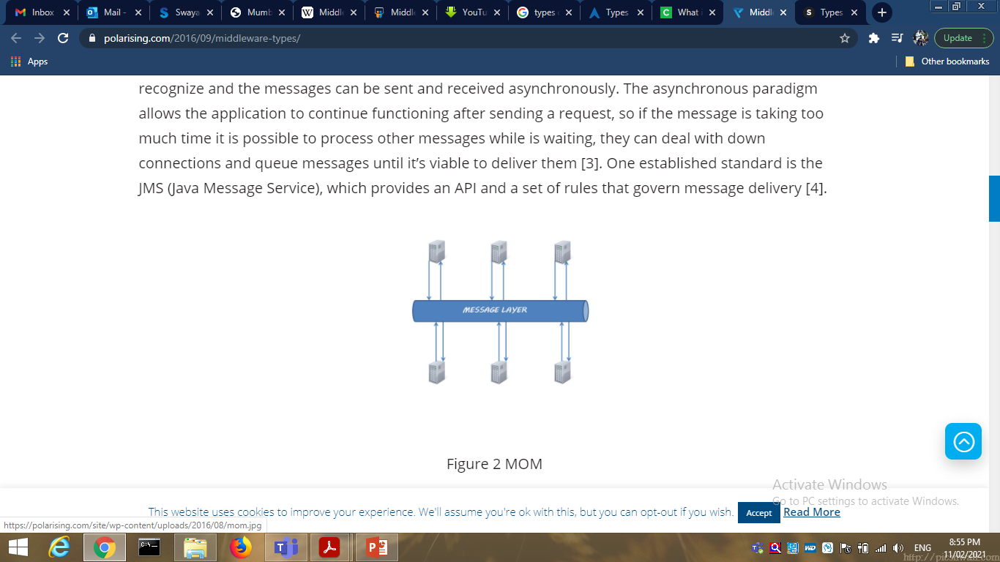 Inbox
Mail -
Swaya
Mumb
Middl
Middl
YouTu
types
Types
What i
Middl
Types
polarising.com/2016/09/middleware-types/
Update
Apps
Other bookmarks
recognize and the messages can be sent and received asynchronously. The asynchronous paradigm
allows the application to continue functioning after sending a request, so if the message is taking too
much time it is possible to process other messages while is waiting, they can deal with down
connections and queue messages until it’s viable to deliver them [3]. One established standard is the
JMS (Java Message Service), which provides an API and a set of rules that govern message delivery [4].
MESSAGE LAYER
Figure 2 MOM
Activate Windows
Go to PC settings to activate Windows.
This website uses cookies to improve your experience. We'll assume you're ok with this, but you can opt-out if you wish.
Accept
Read More
https://polarising.com/site/wp-content/uploads/2016/08/mom.jpg
ENG
8:55 PM
11/02/2021